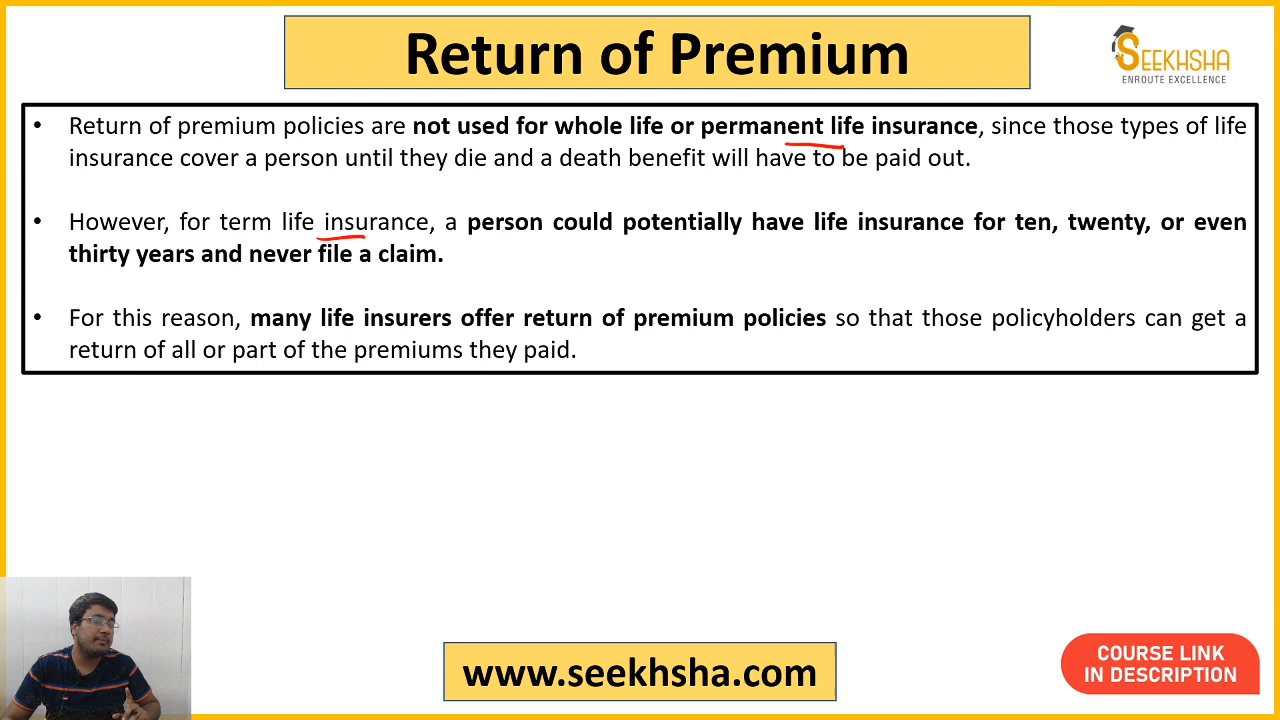 Return of Premium
SEEKHSHA
ENROUTE EXCELLENCE
• Return of premium policies are not used for whole life or permanent life insurance, since those types of life
insurance cover a person until they die and a death benefit will have to be paid out.
• However, for term life insurance, a person could potentially have life insurance for ten, twenty, or even
thirty years and never file a claim.
• For this reason, many life insurers offer return of premium policies so that those policyholders can get a
return of all or part of the premiums they paid.
www.seekhsha.com
COURSE LINK
IN DESCRIPTION